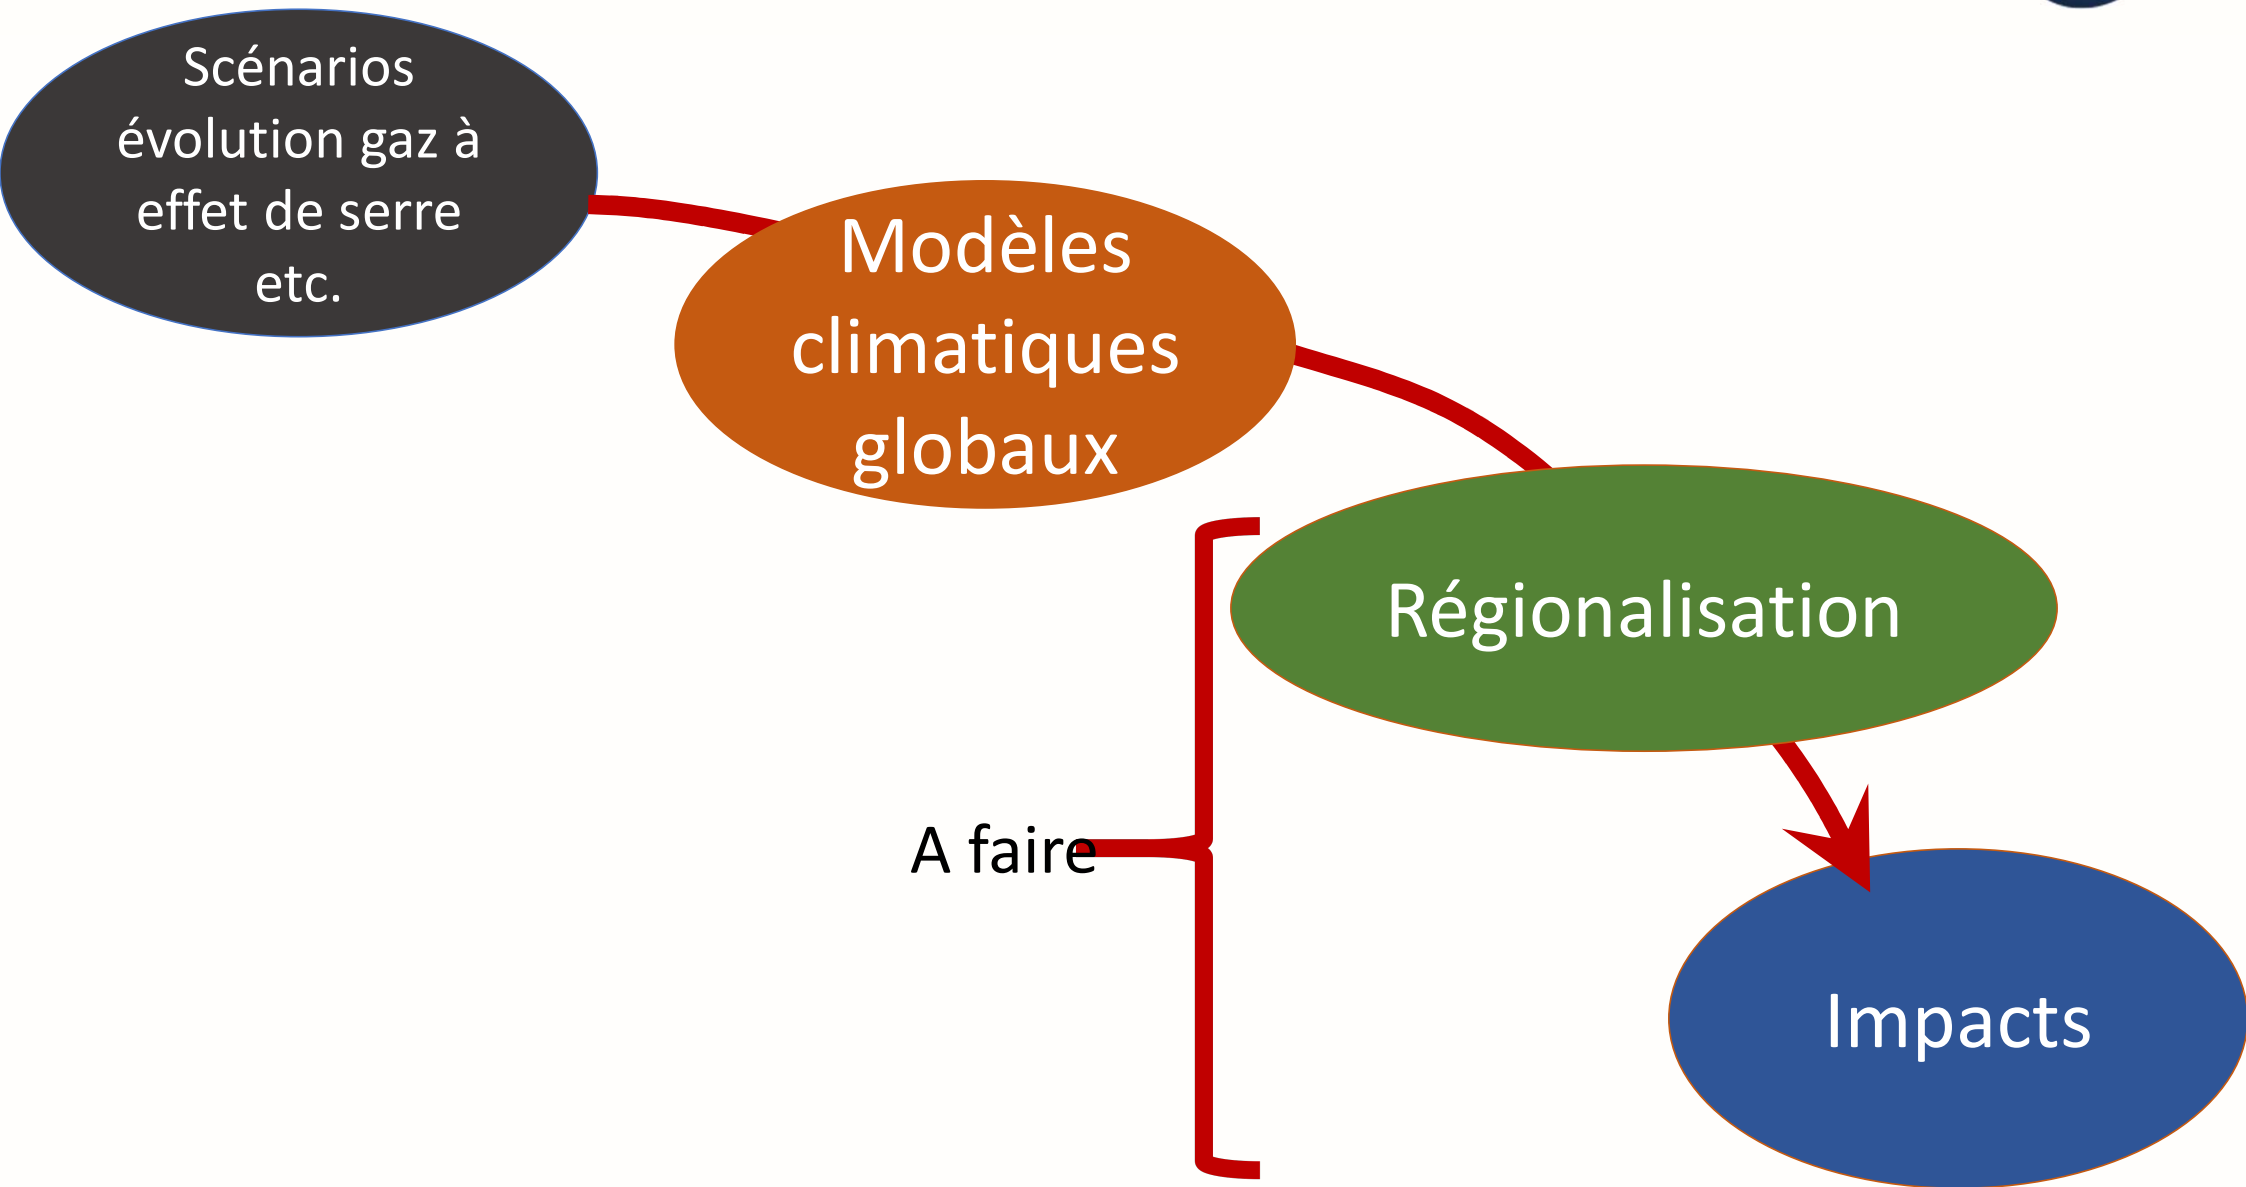 Scénarios
évolution gaz à
effet de serre
etc.
Modèles
climatiques
globaux
Régionalisation
A faire
Impacts